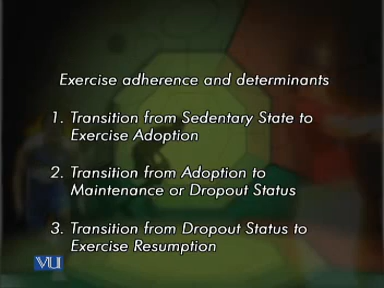 Exercise adherence and determinants
1. Transition from Sedentary State to
Exercise Adoption
2. Transition from Adoption to
Maintenance or Dropout Status
3. Transition from Dropout Status to
Exercise Resumption
VU